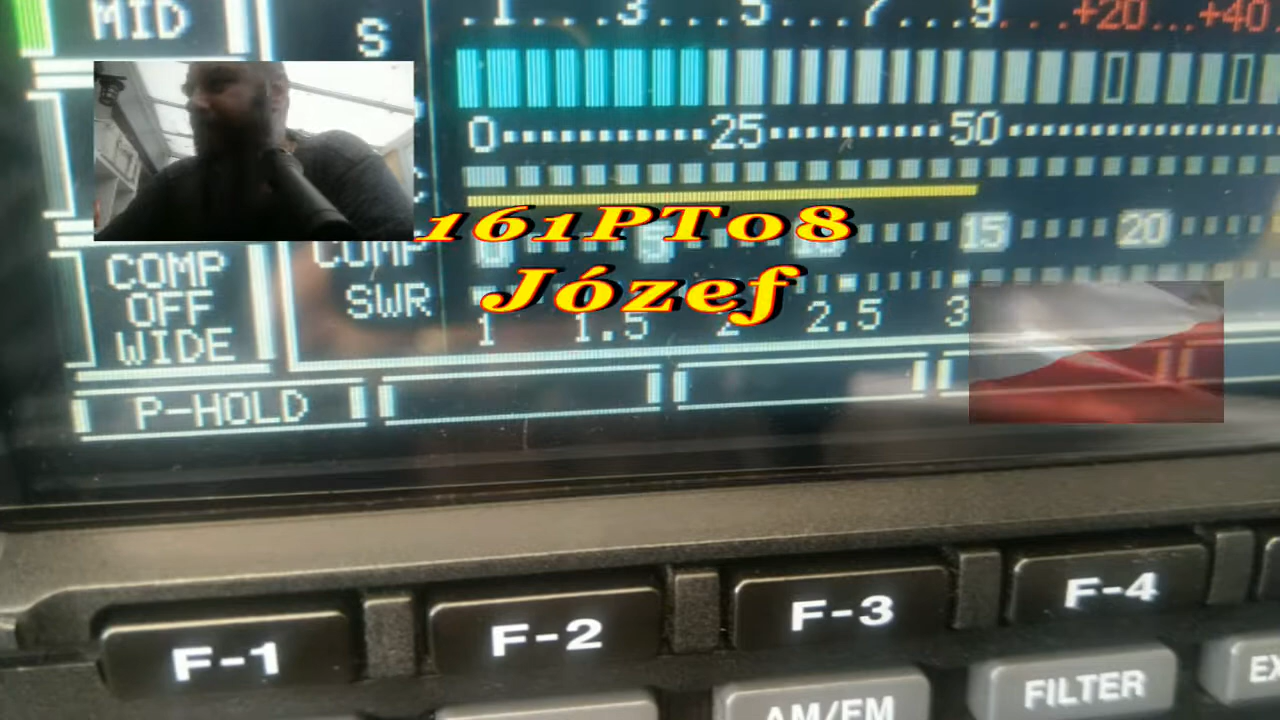 .1...3...5...7...9...+20...+40
MID
S
0 25 50
161PTo8
15 20
COMP
COMP
OFF
SWR
Józef
WIDE
1 1.5 2 2.5 3
P-HOLD
F-1 F-2 F-3 F-4
AM/FM FILTER